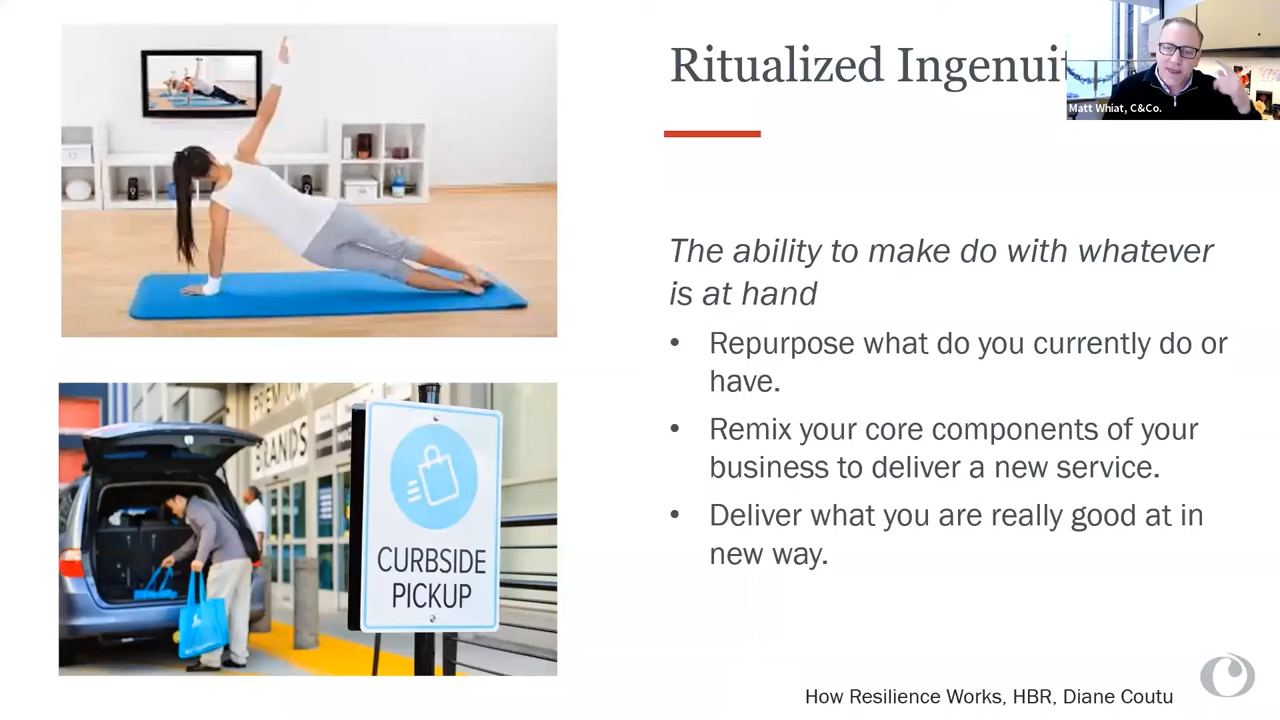 Ritualized Ingenui
Matt Whiat, C&Co.
The ability to make do with whatever
is at hand
• Repurpose what do you currently do or
have.
• Remix your core components of your
business to deliver a new service.
• Deliver what you are really good at in
new way.
BRANDS
CURBSIDE
PICKUP
How Resilience Works, HBR, Diane Coutu